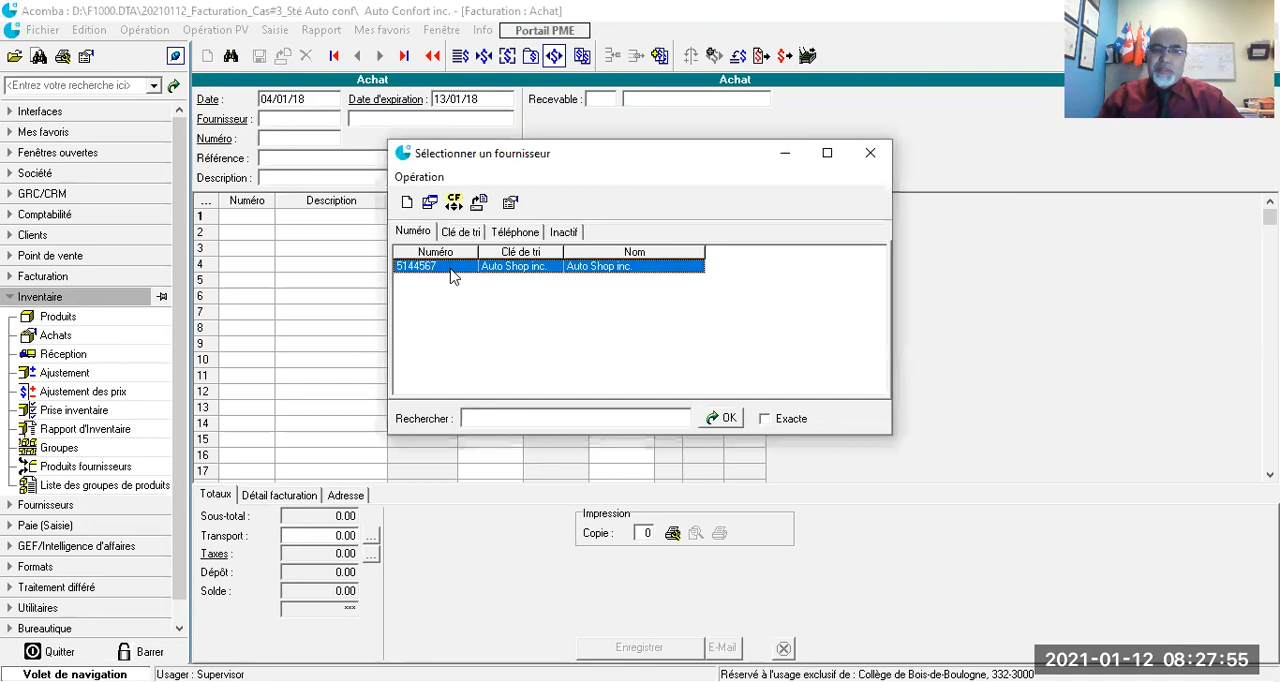 Acomba : D:\F1000.DTA\20210112_Facturation_Cas#3_Sté Auto conf\ Auto Confort inc. - [Facturation : Achat]
Fichier Edition Opération Opération PV Saisie Rapport Mes favoris Fenêtre Info Portail PME
<Entrez votre recherche ici>
Interfaces
Mes favoris
Fenêtres ouvertes
Société
GRC/CRM
Comptabilité
Clients
Point de vente
Facturation
Inventaire
Produits
Achats
Réception
Ajustement
Ajustement des prix
Prise inventaire
Rapport d'Inventaire
Groupes
Produits fournisseurs
Liste des groupes de produits
Fournisseurs
Paie (Saisie)
GEF/Intelligence d'affaires
Formats
Traitement différé
Utilitaires
Bureautique
Quitter Barrer
Volet de navigation
Achat Achat
Date : 04/01/18 Date d'expiration : 13/01/18 Recevable :
Fournisseur :
Numéro :
Référence :
Description :
... Numéro Description
1
2
3
4
5
6
7
8
9
10
11
12
13
14
15
16
17
Sélectionner un fournisseur
Opération
CF
Numéro Clé de tri Téléphone Inactif
Numéro Clé de tri Nom
5144567 Auto Shop inc. Auto Shop inc.
Rechercher : OK Exacte
Totaux Détail facturation Adresse
Sous-total : 0.00
Transport : 0.00 ...
Taxes : 0.00 ...
Dépôt : 0.00
Solde : 0.00
***
Impression
Copie : 0
Enregistrer E-Mail
2021-01-12 08:27:55
Usager : Supervisor Réservé à l'usage exclusif de : Collège de Bois-de-Boulogne, 332-3000